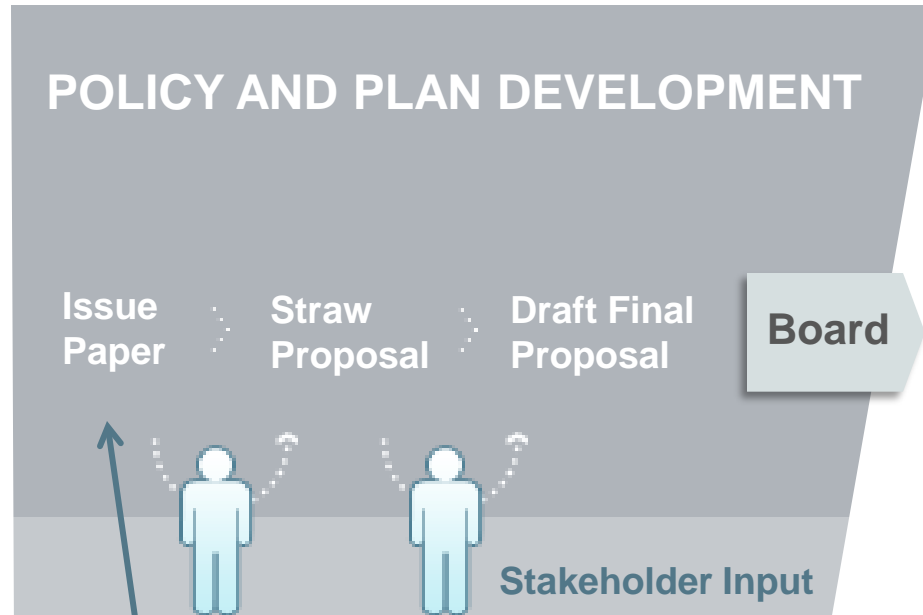 POLICY AND PLAN DEVELOPMENT
Issue
Paper
Straw
Proposal
Draft Final
Proposal
Board
Stakeholder Input